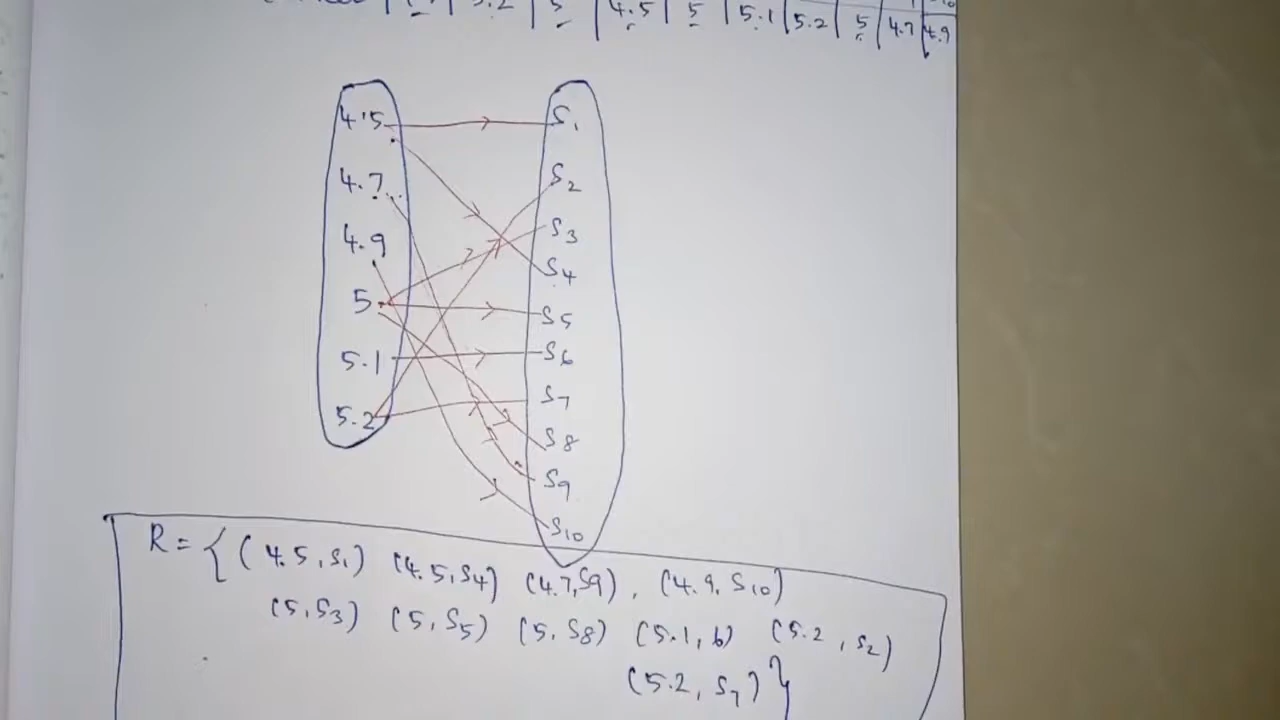 5.2 5 4.5 5 5.1 5.2 5 4.7 4.9
4.5 S1
4.7 S2
4.9 S3
5 S4
5.1 S5
5.2 S6
S7
S8
S9
S10
R = { (4.5, S1) (4.5, S4) (4.7, S9), (4.9, S10)
(5, S3) (5, S5) (5, S8) (5.1, 6) (5.2, S2)
(5.2, S7) }